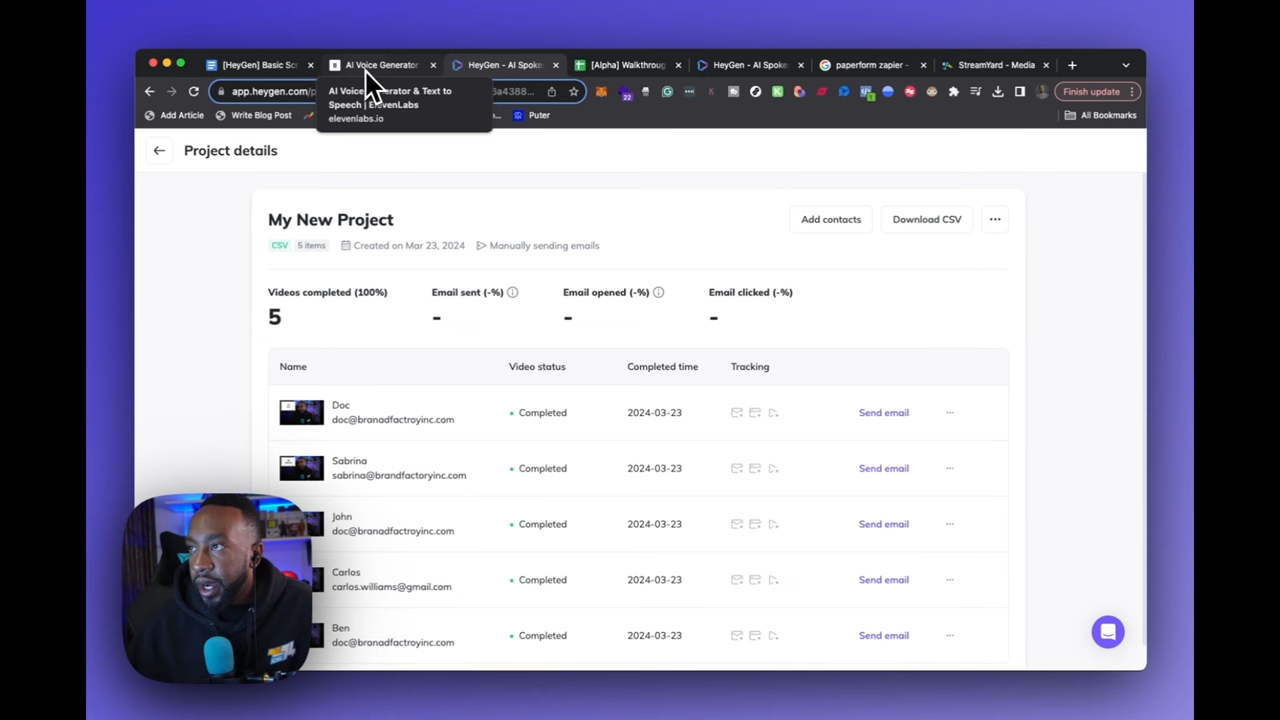 [HeyGen] Basic Sc
AI Voice Generator
HeyGen - AI Spoke
[Alpha] Walkthroug
HeyGen - AI Spoke
paperform zapier -
StreamYard - Media
app.heygen.com/p
6a4388...
Finish update
AI Voice Generator & Text to
Speech | ElevenLabs
elevenlabs.io
Add Article
Write Blog Post
Puter
All Bookmarks
Project details
My New Project
Add contacts
Download CSV
CSV
5 items
Created on Mar 23, 2024
Manually sending emails
Videos completed (100%)
Email sent (-%)
Email opened (-%)
Email clicked (-%)
5
-
-
-
Name
Video status
Completed time
Tracking
Doc
doc@branadfactroyinc.com
Completed
2024-03-23
Send email
Sabrina
sabrina@brandfactoryinc.com
Completed
2024-03-23
Send email
John
doc@branadfactroyinc.com
Completed
2024-03-23
Send email
Carlos
carlos.williams@gmail.com
Completed
2024-03-23
Send email
Ben
doc@branadfactroyinc.com
Completed
2024-03-23
Send email